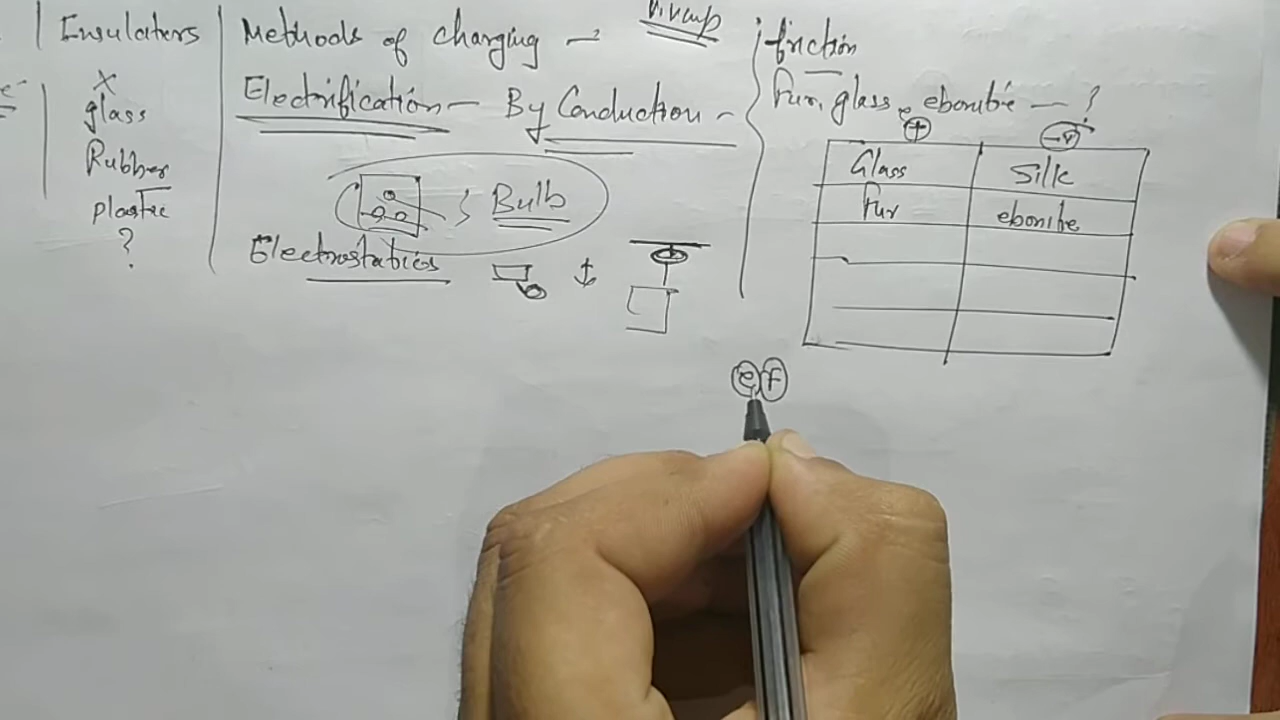 e⁻
Insulators
X
glass
Rubber
plastic
?
Methods of charging -
Electrification - By Conduction -
Bulb
Electrostatics
friction
fur, glass, ebonite - ?
+ -ve
Glass Silk
fur ebonite
e F